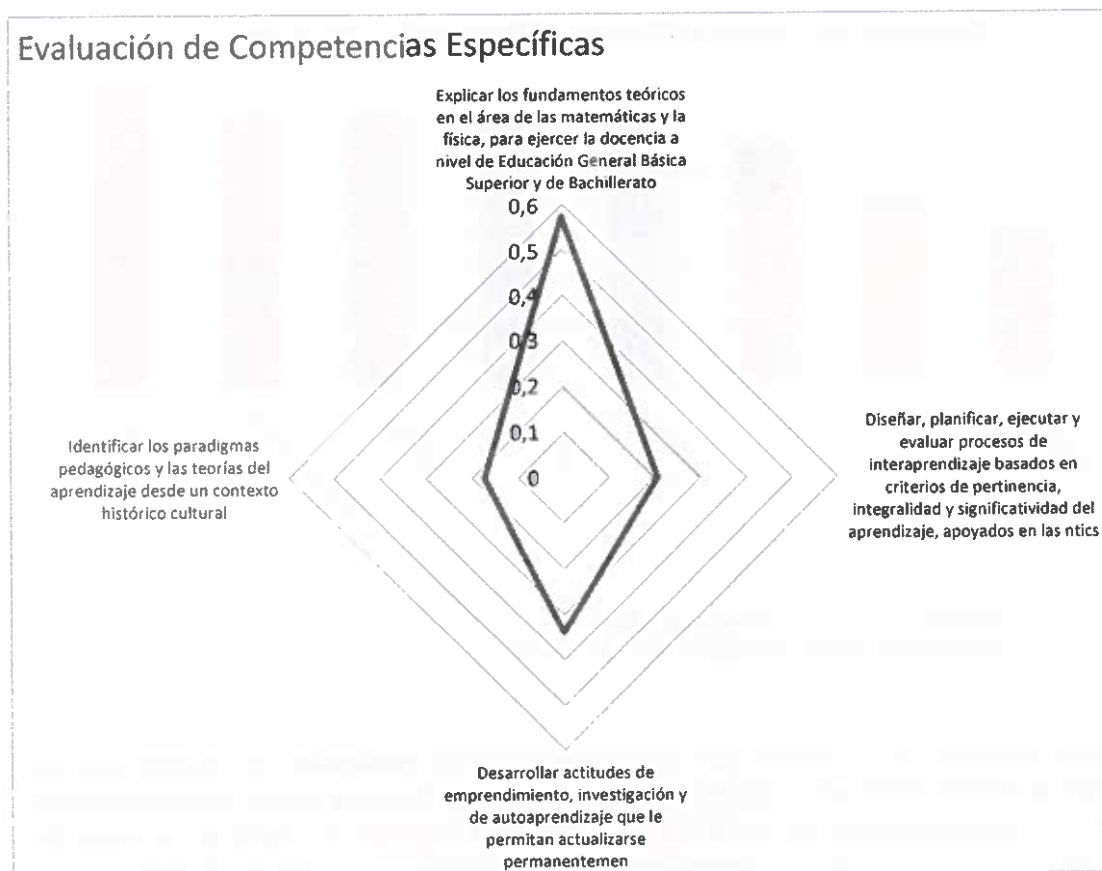 Evaluación de Competencias Específicas
Explicar los fundamentos teóricos
en el área de las matemáticas y la
física, para ejercer la docencia a
nivel de Educación General Básica
Superior y de Bachillerato
0,6
0,5
0,4
0,3
0,2
0,1
0
Identificar los paradigmas
pedagógicos y las teorías del
aprendizaje desde un contexto
histórico cultural
Diseñar, planificar, ejecutar y
evaluar procesos de
interaprendizaje basados en
criterios de pertinencia,
integralidad y significatividad del
aprendizaje, apoyados en las ntics
Desarrollar actitudes de
emprendimiento, investigación y
de autoaprendizaje que le
permitan actualizarse
permanentemen